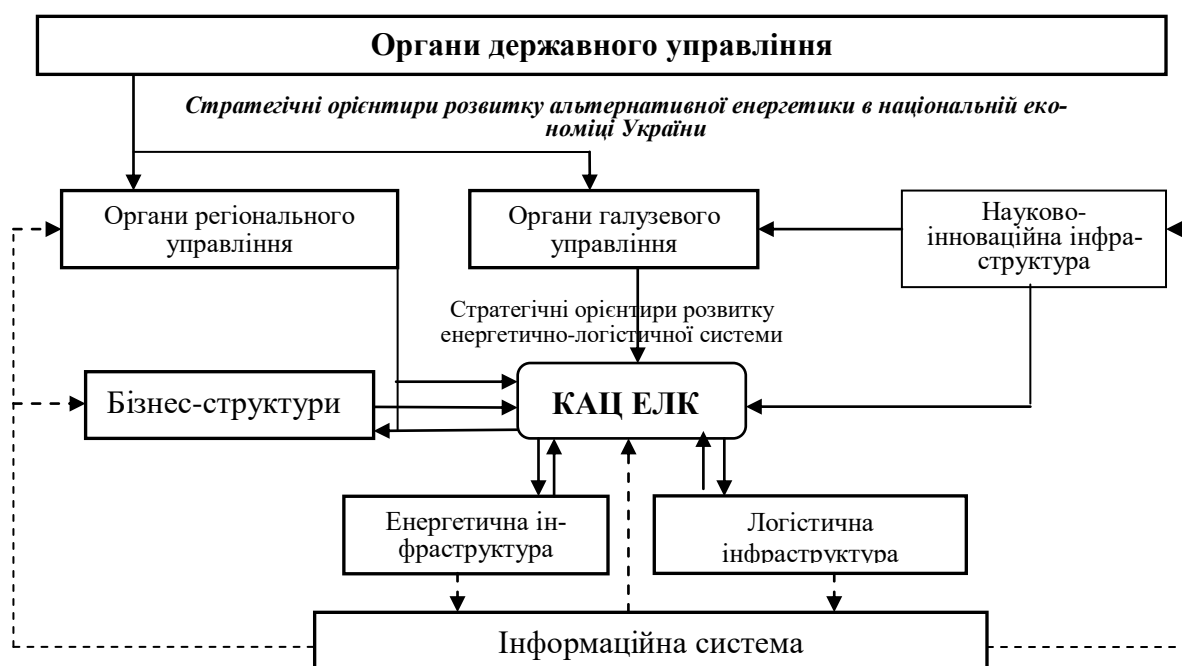 Органи державного управління
Стратегічні орієнтири розвитку альтернативної енергетики в національній еко-
номіці України
Органи регіонального
управління
Органи галузевого
управління
Науково-
інноваційна інфра-
структура
Стратегічні орієнтири розвитку
енергетично-логістичної системи
Бізнес-структури
КАЦ ЕЛК
Енергетична ін-
фраструктура
Логістична
інфраструктура
Інформаційна система